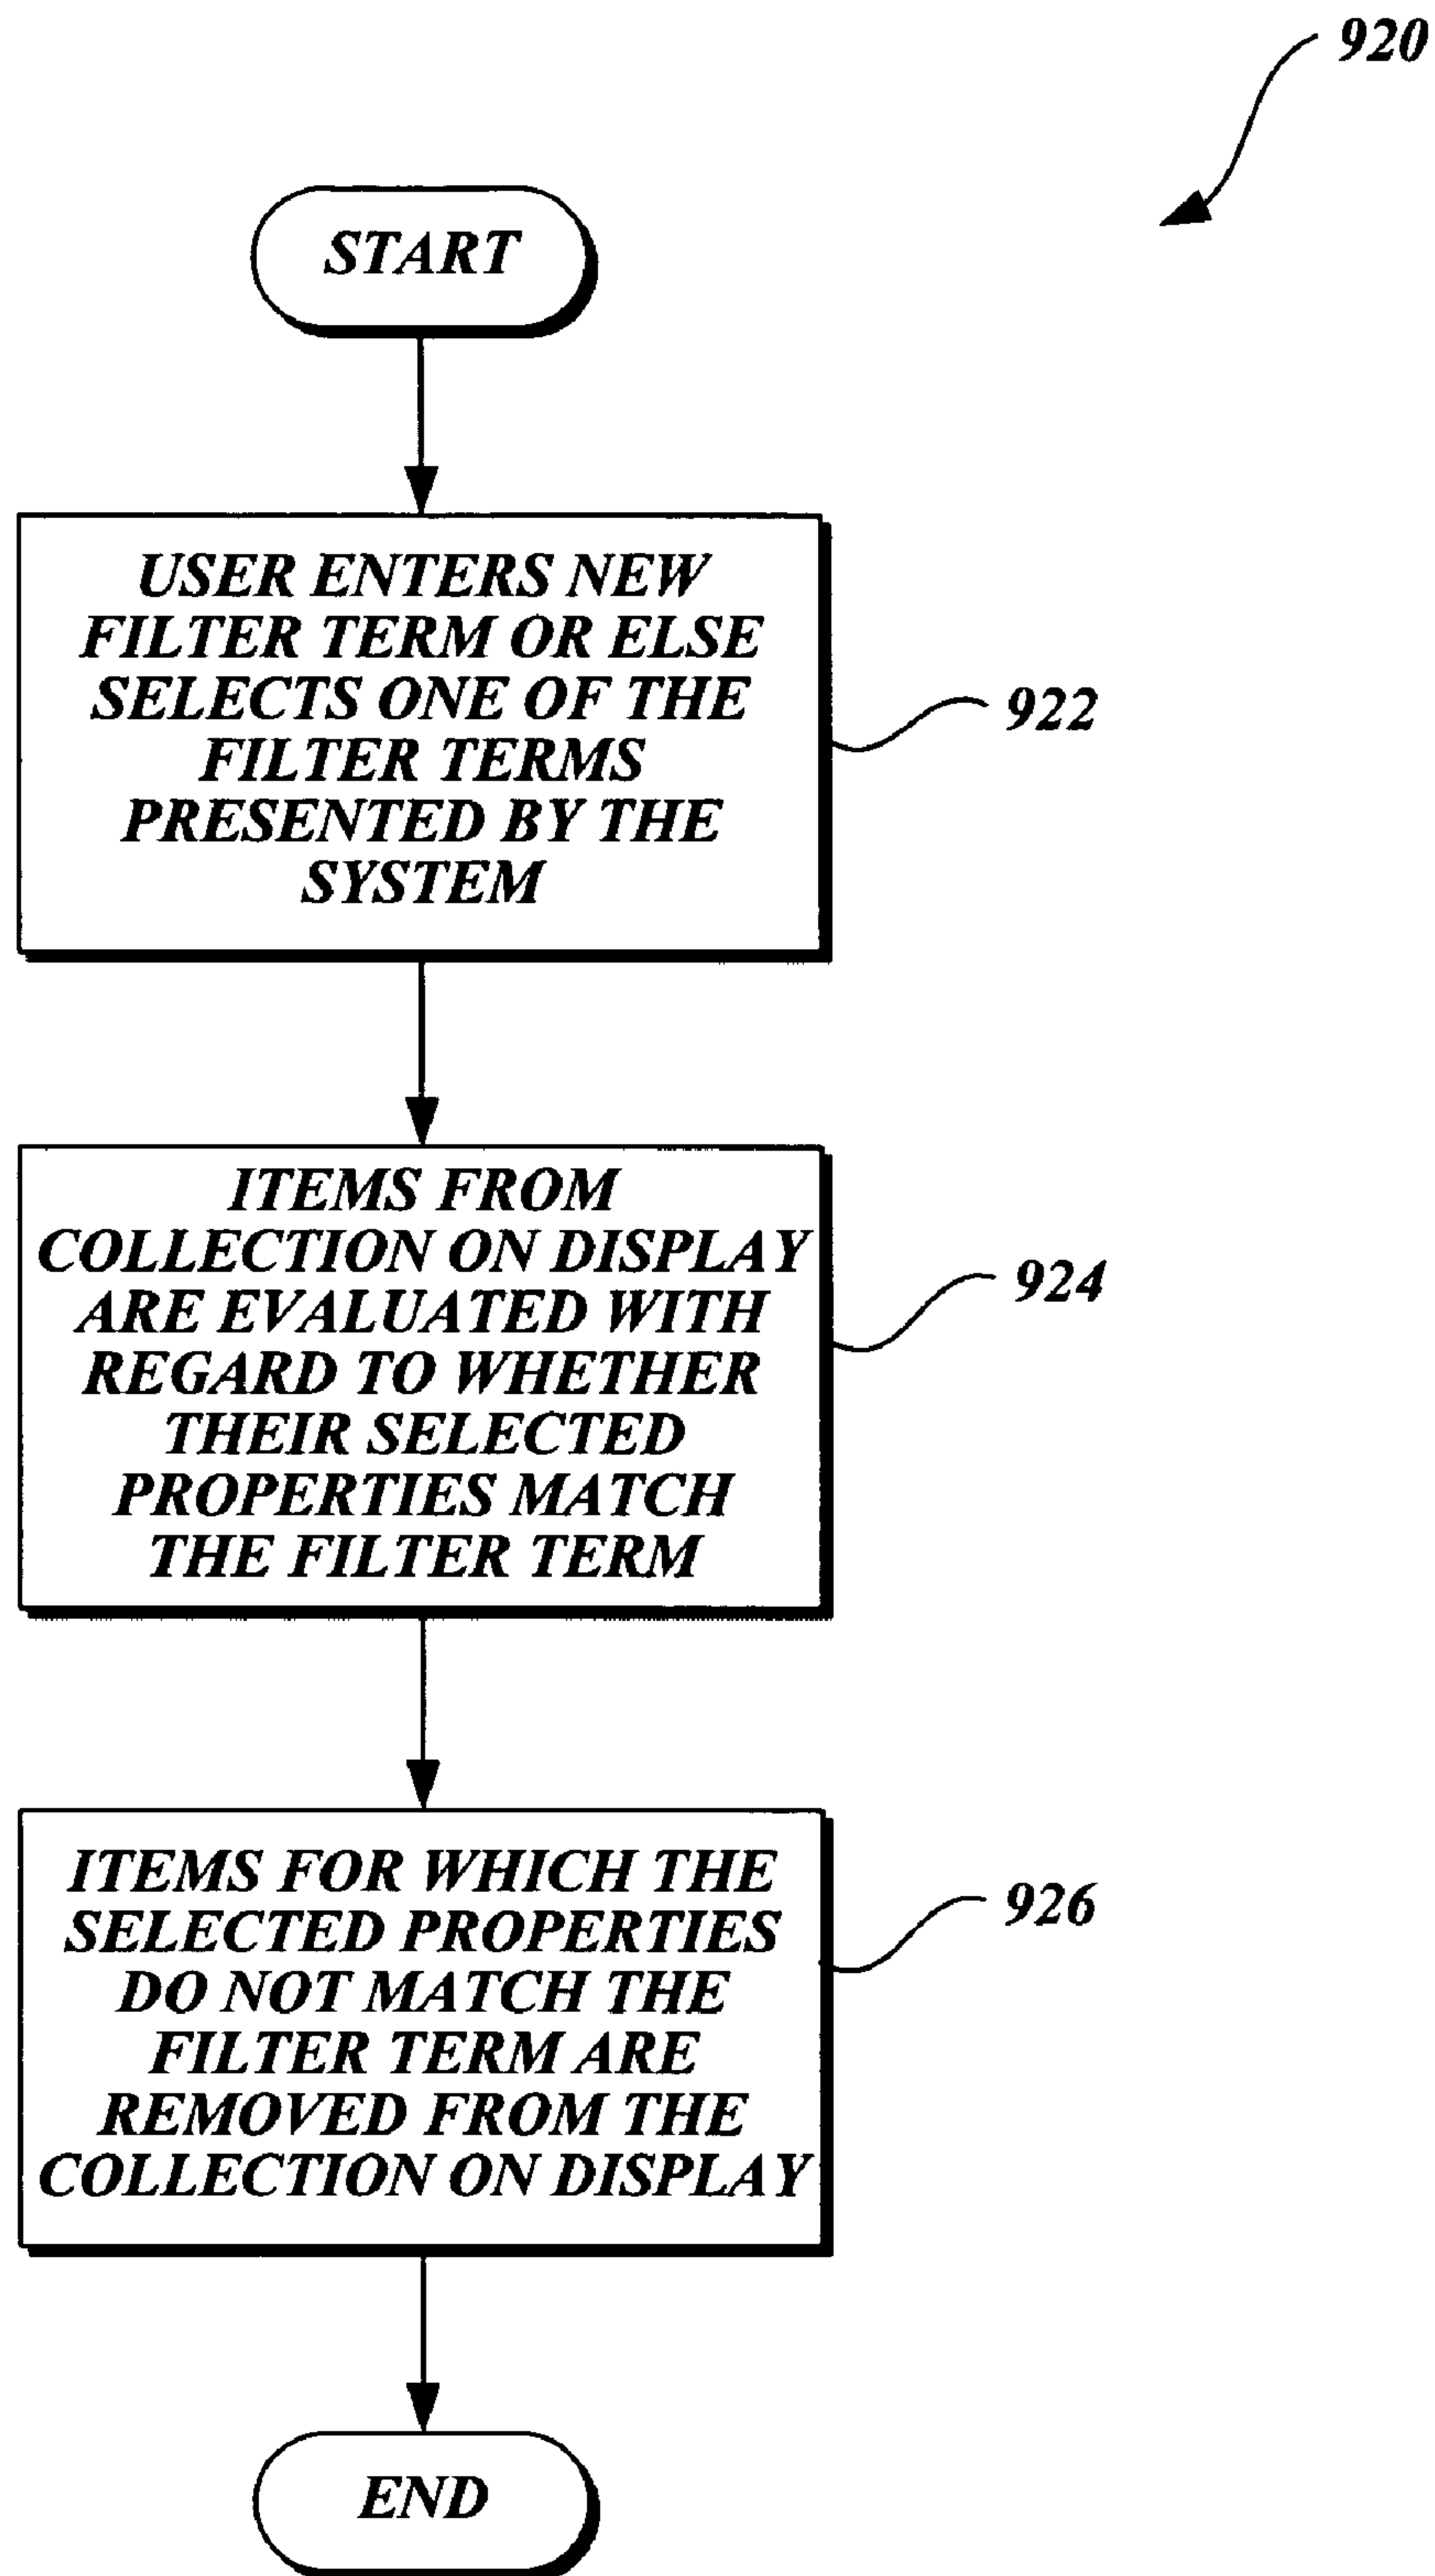 920
START
USER ENTERS NEW
FILTER TERM OR ELSE
SELECTS ONE OF THE
FILTER TERMS
PRESENTED BY THE
SYSTEM
922
ITEMS FROM
COLLECTION ON DISPLAY
ARE EVALUATED WITH
REGARD TO WHETHER
THEIR SELECTED
PROPERTIES MATCH
THE FILTER TERM
924
ITEMS FOR WHICH THE
SELECTED PROPERTIES
DO NOT MATCH THE
FILTER TERM ARE
REMOVED FROM THE
COLLECTION ON DISPLAY
926
END